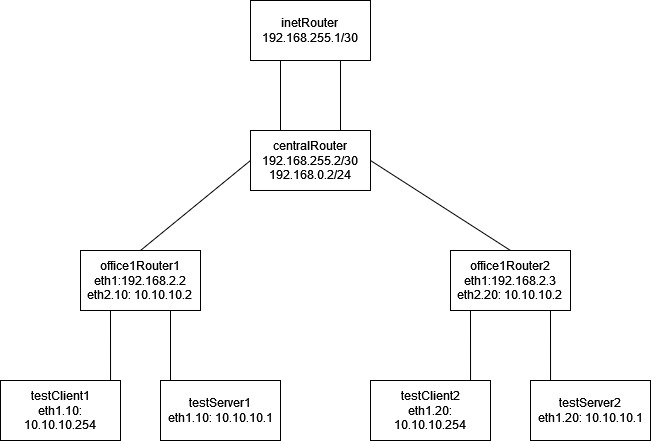 inetRouter
192.168.255.1/30
centralRouter
192.168.255.2/30
192.168.0.2/24
office1Router1
eth1:192.168.2.2
eth2.10: 10.10.10.2
office1Router2
eth1:192.168.2.3
eth2.20: 10.10.10.2
testClient1
eth1.10:
10.10.10.254
testServer1
eth1.10: 10.10.10.1
testClient2
eth1.20:
10.10.10.254
testServer2
eth1.20: 10.10.10.1